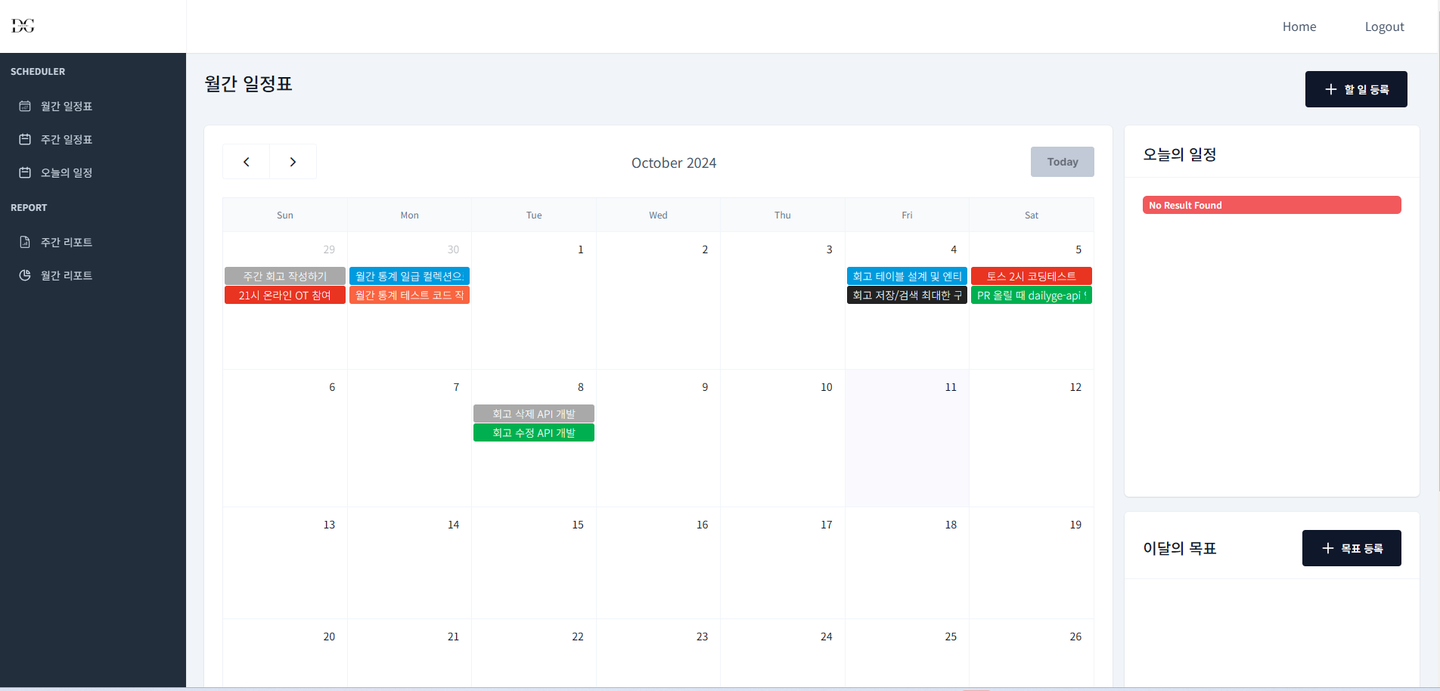 DG
Home
Logout
SCHEDULER
월간 일정표
주간 일정표
오늘의 일정
REPORT
주간 리포트
월간 리포트
월간 일정표
할 일 등록
October 2024
Today
Sun Mon Tue Wed Thu Fri Sat
29 30 1 2 3 4 5
주간 회고 작성하기
21시 온라인 OT 참여
월간 통계 일급 컬렉션으
월간 통계 테스트 코드 작
회고 테이블 설계 및 엔티
회고 저장/검색 최대한 구
토스 2시 코딩테스트
PR 올릴 때 dailyge-api
6 7 8 9 10 11 12
회고 삭제 API 개발
회고 수정 API 개발
13 14 15 16 17 18 19
20 21 22 23 24 25 26
오늘의 일정
No Result Found
이달의 목표
목표 등록